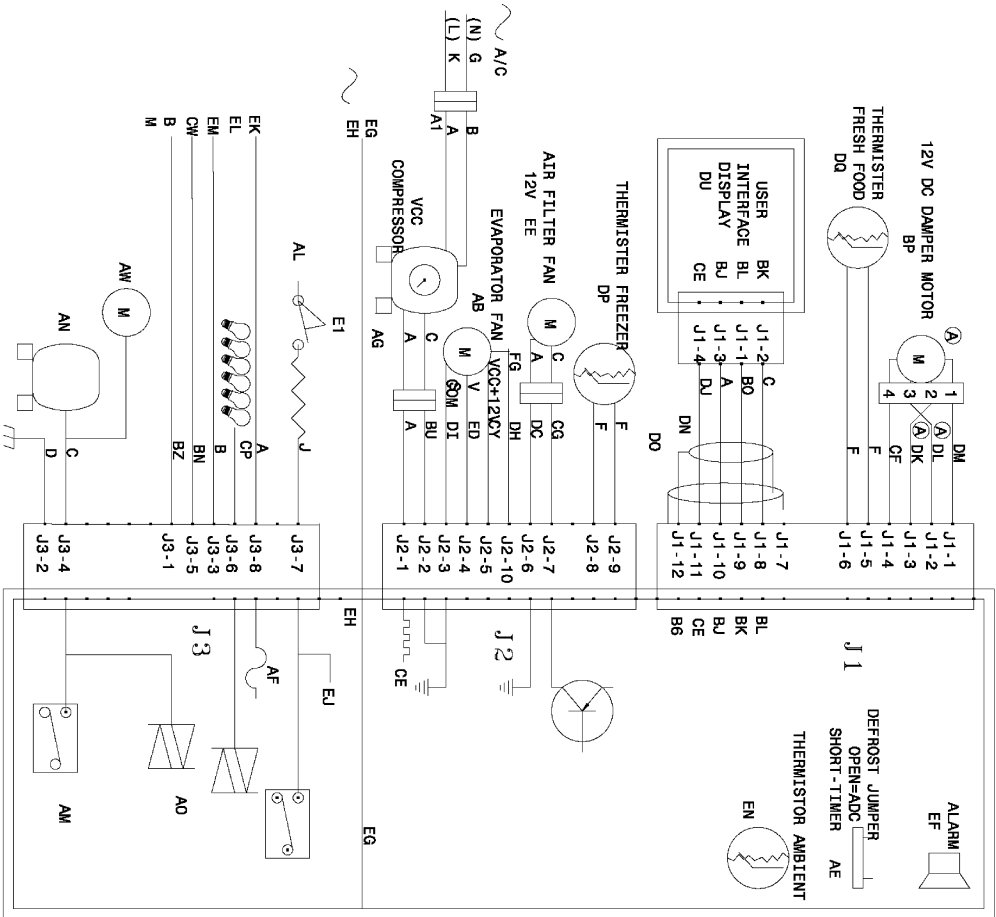 12V DC DAMPER MOTOR
BP
A
M
1
2
3
4
A
A
DM
DL
DK
CF
THERMISTER
FRESH FOOD
DQ
F
F
USER
INTERFACE
DISPLAY
DU
BK
BL
BJ
CE
J1-2
J1-1
J1-3
J1-4
C
BO
A
DJ
DN
DO
J1-1
J1-2
J1-3
J1-4
J1-5
J1-6
J1-7
J1-8
J1-9
J1-10
J1-11
J1-12
BL
BK
BJ
CE
B6
J1
ALARM
EF
DEFROST JUMPER
OPEN=ADC
SHORT-TIMER AE
THERMISTOR AMBIENT
EN
THERMISTER FREEZER
DP
F
F
AIR FILTER FAN
12V EE
M
C
A
CG
DC
EVAPORATOR FAN
AB
M
FG
VCC+12V
V
COM
DH
CY
ED
DI
VCC
COMPRESSOR
AG
C
A
BU
A
A/C
(N) G
(L) K
B
A
A1
J2-9
J2-8
J2-7
J2-6
J2-10
J2-5
J2-4
J2-3
J2-2
J2-1
J2
CE
EG
EH
EG
EH
AL
E1
J
EK
EL
EM
CW
B
M
A
CP
B
BN
BZ
AW
M
AN
C
D
J3-7
J3-8
J3-6
J3-3
J3-5
J3-1
J3-4
J3-2
J3
EJ
AF
AO
AM